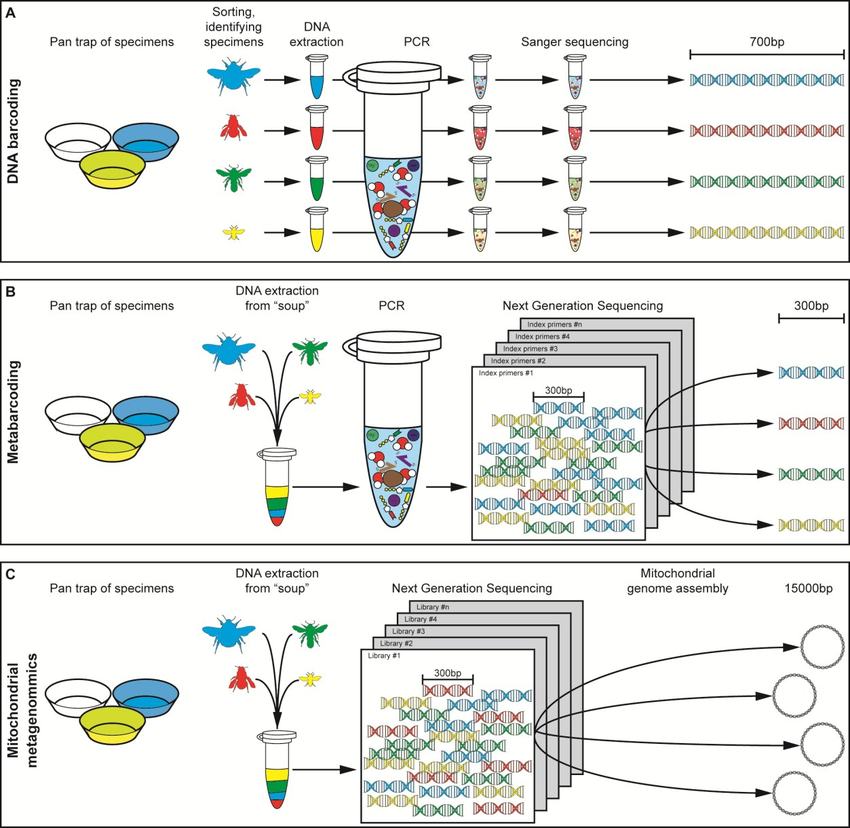 A
DNA barcoding
Pan trap of specimens
Sorting,
identifying
specimens
DNA
extraction
PCR
Sanger sequencing
700bp
B
Metabarcoding
Pan trap of specimens
DNA extraction
from “soup”
PCR
Next Generation Sequencing
Index primers #n
Index primers #4
Index primers #3
Index primers #2
Index primers #1
300bp
300bp
C
Mitochondrial
metagenommics
Pan trap of specimens
DNA extraction
from “soup”
Next Generation Sequencing
Library #n
Library #4
Library #3
Library #2
Library #1
300bp
Mitochondrial
genome assembly
15000bp